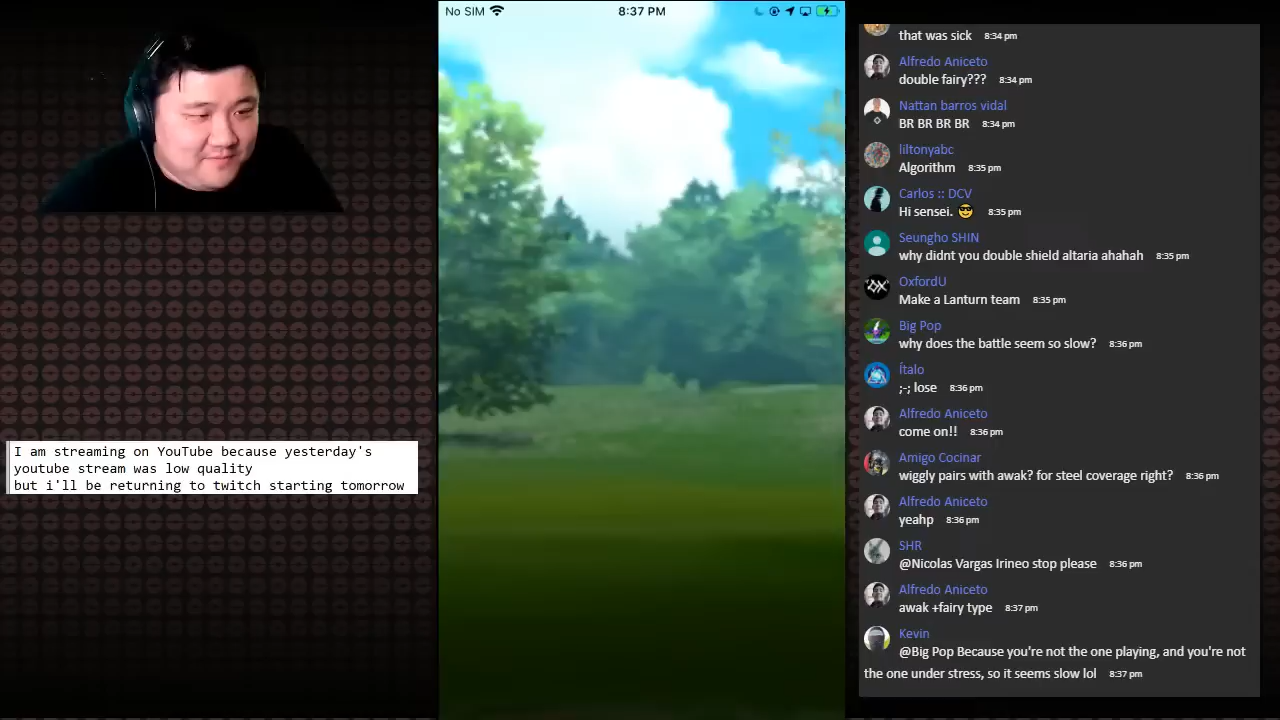 No SIM
8:37 PM
I am streaming on YouTube because yesterday's
youtube stream was low quality
but i'll be returning to twitch starting tomorrow
that was sick 8:34 pm
Alfredo Aniceto
double fairy??? 8:34 pm
Nattan barros vidal
BR BR BR BR 8:34 pm
liltonyabc
Algorithm 8:35 pm
Carlos :: DCV
Hi sensei. 😎 8:35 pm
Seungho SHIN
why didnt you double shield altaria ahahah 8:35 pm
OxfordU
Make a Lanturn team 8:35 pm
Big Pop
why does the battle seem so slow? 8:36 pm
Ítalo
;-; lose 8:36 pm
Alfredo Aniceto
come on!! 8:36 pm
Amigo Cocinar
wiggly pairs with awak? for steel coverage right? 8:36 pm
Alfredo Aniceto
yeahp 8:36 pm
SHR
@Nicolas Vargas Irineo stop please 8:36 pm
Alfredo Aniceto
awak +fairy type 8:37 pm
Kevin
@Big Pop Because you're not the one playing, and you're not
the one under stress, so it seems slow lol 8:37 pm